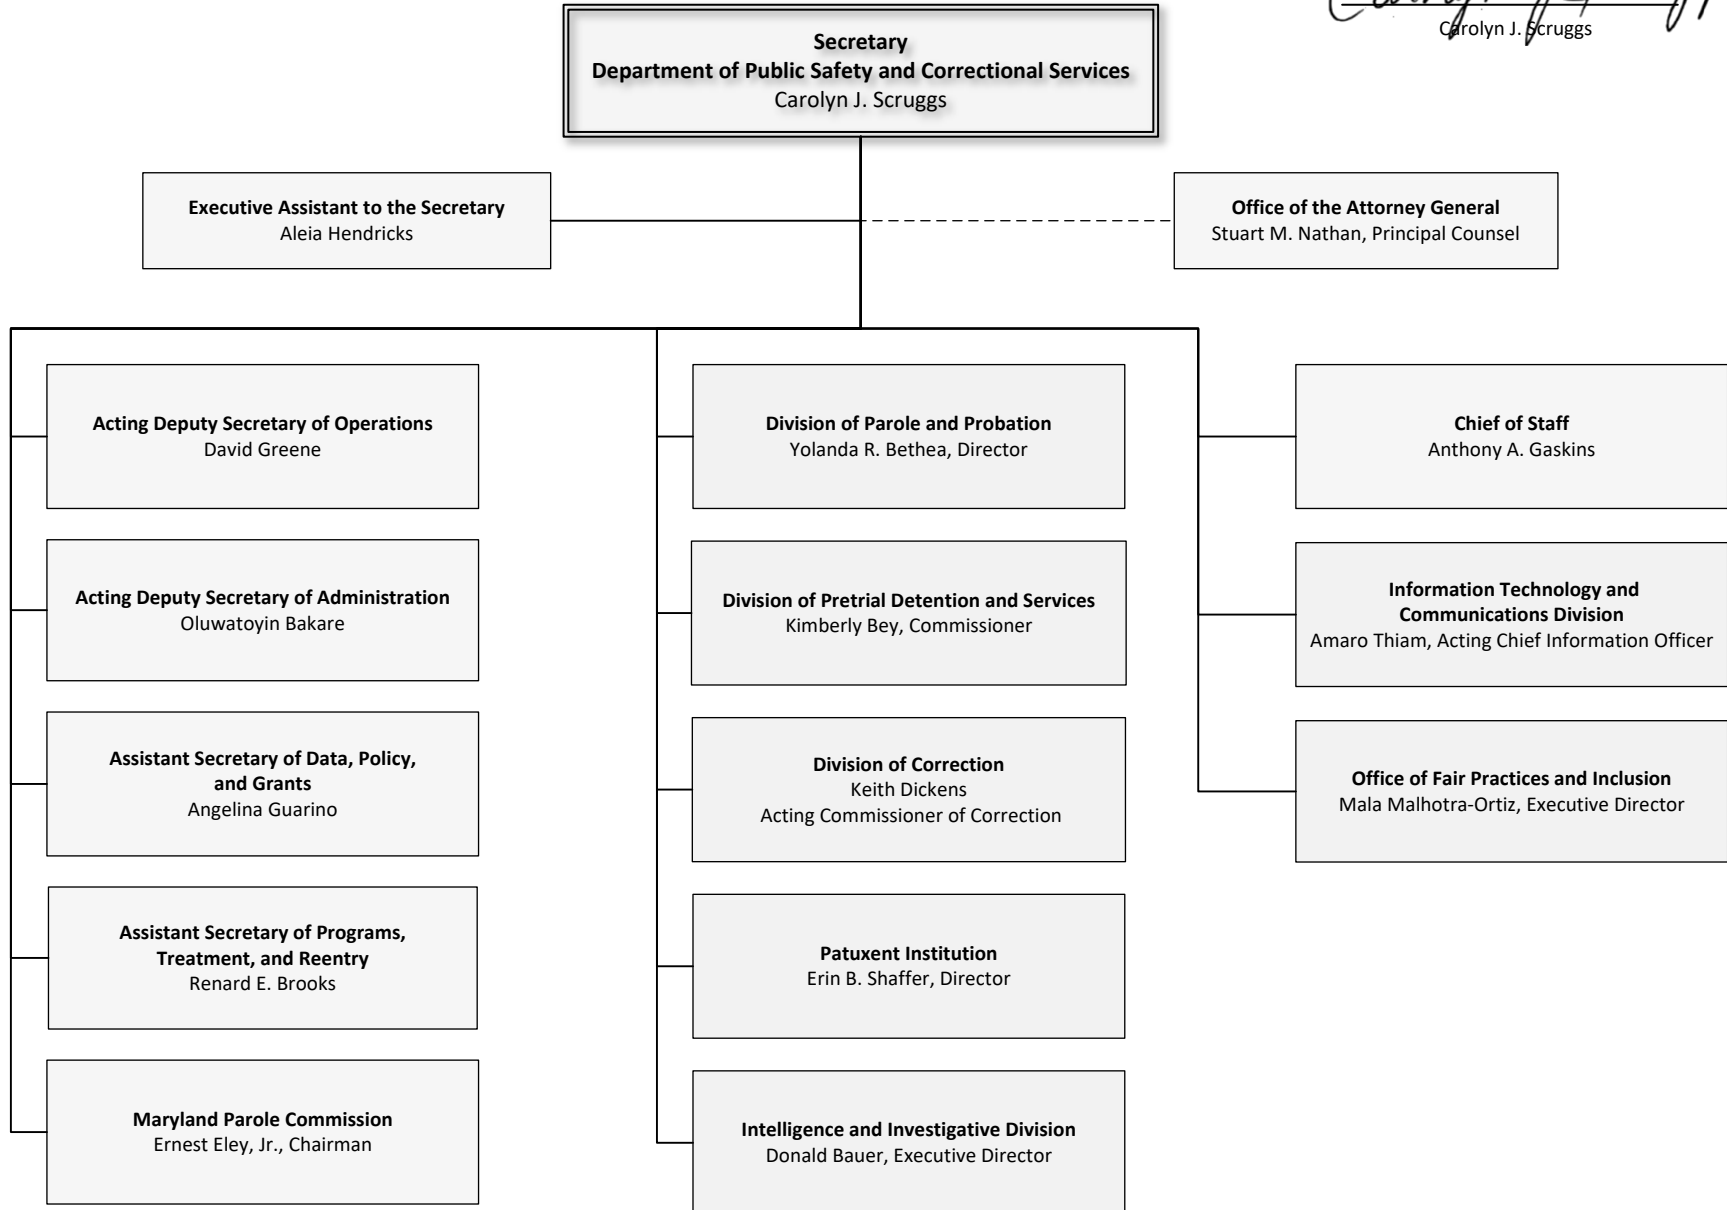 Carolyn J. Scruggs
Secretary
Department of Public Safety and Correctional Services
Carolyn J. Scruggs
Executive Assistant to the Secretary
Aleia Hendricks
Office of the Attorney General
Stuart M. Nathan, Principal Counsel
Acting Deputy Secretary of Operations
David Greene
Acting Deputy Secretary of Administration
Oluwatoyin Bakare
Assistant Secretary of Data, Policy,
and Grants
Angelina Guarino
Assistant Secretary of Programs,
Treatment, and Reentry
Renard E. Brooks
Maryland Parole Commission
Ernest Eley, Jr., Chairman
Division of Parole and Probation
Yolanda R. Bethea, Director
Division of Pretrial Detention and Services
Kimberly Bey, Commissioner
Division of Correction
Keith Dickens
Acting Commissioner of Correction
Patuxent Institution
Erin B. Shaffer, Director
Intelligence and Investigative Division
Donald Bauer, Executive Director
Chief of Staff
Anthony A. Gaskins
Information Technology and
Communications Division
Amaro Thiam, Acting Chief Information Officer
Office of Fair Practices and Inclusion
Mala Malhotra-Ortiz, Executive Director